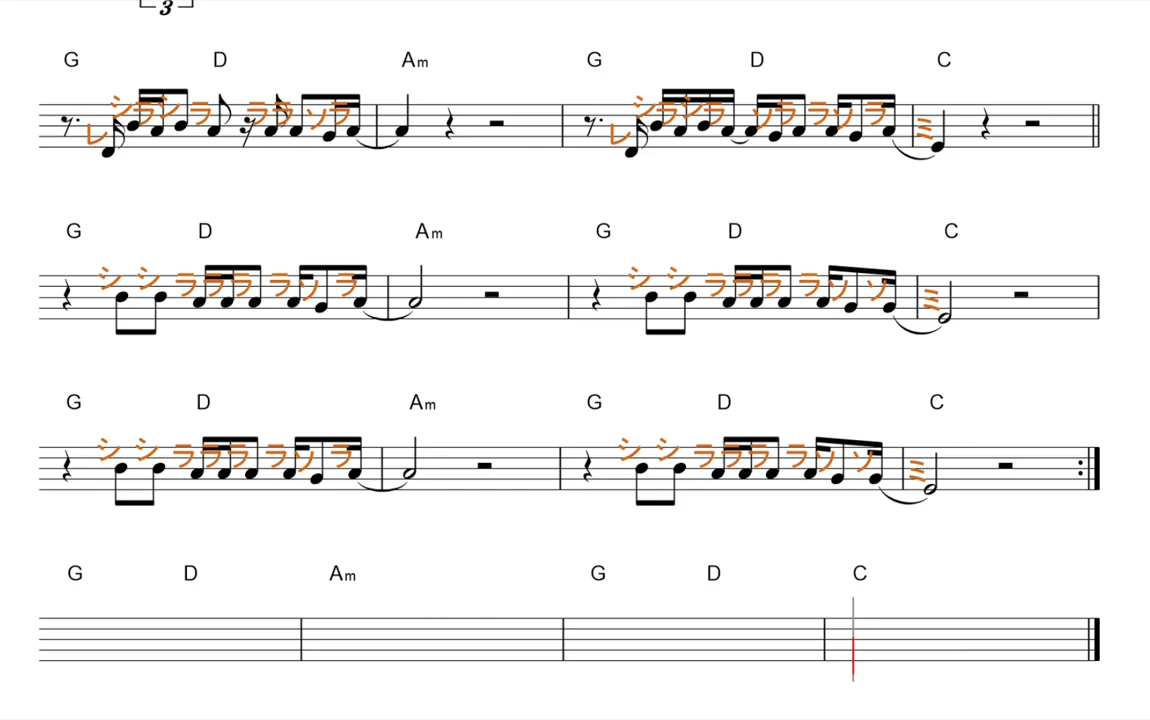 3
G D Am G D C
レ シ ラ シ ラ ラ ラ ソ ラ レ シ ラ シ ラ ソ ラ ラ ソ ラ ミ
G D Am G D C
シ シ ラ ラ ラ ラ ソ ラ シ シ ラ ラ ラ ラ ソ ソ ミ
G D Am G D C
シ シ ラ ラ ラ ラ ソ ラ シ シ ラ ラ ラ ラ ソ ソ ミ
G D Am G D C